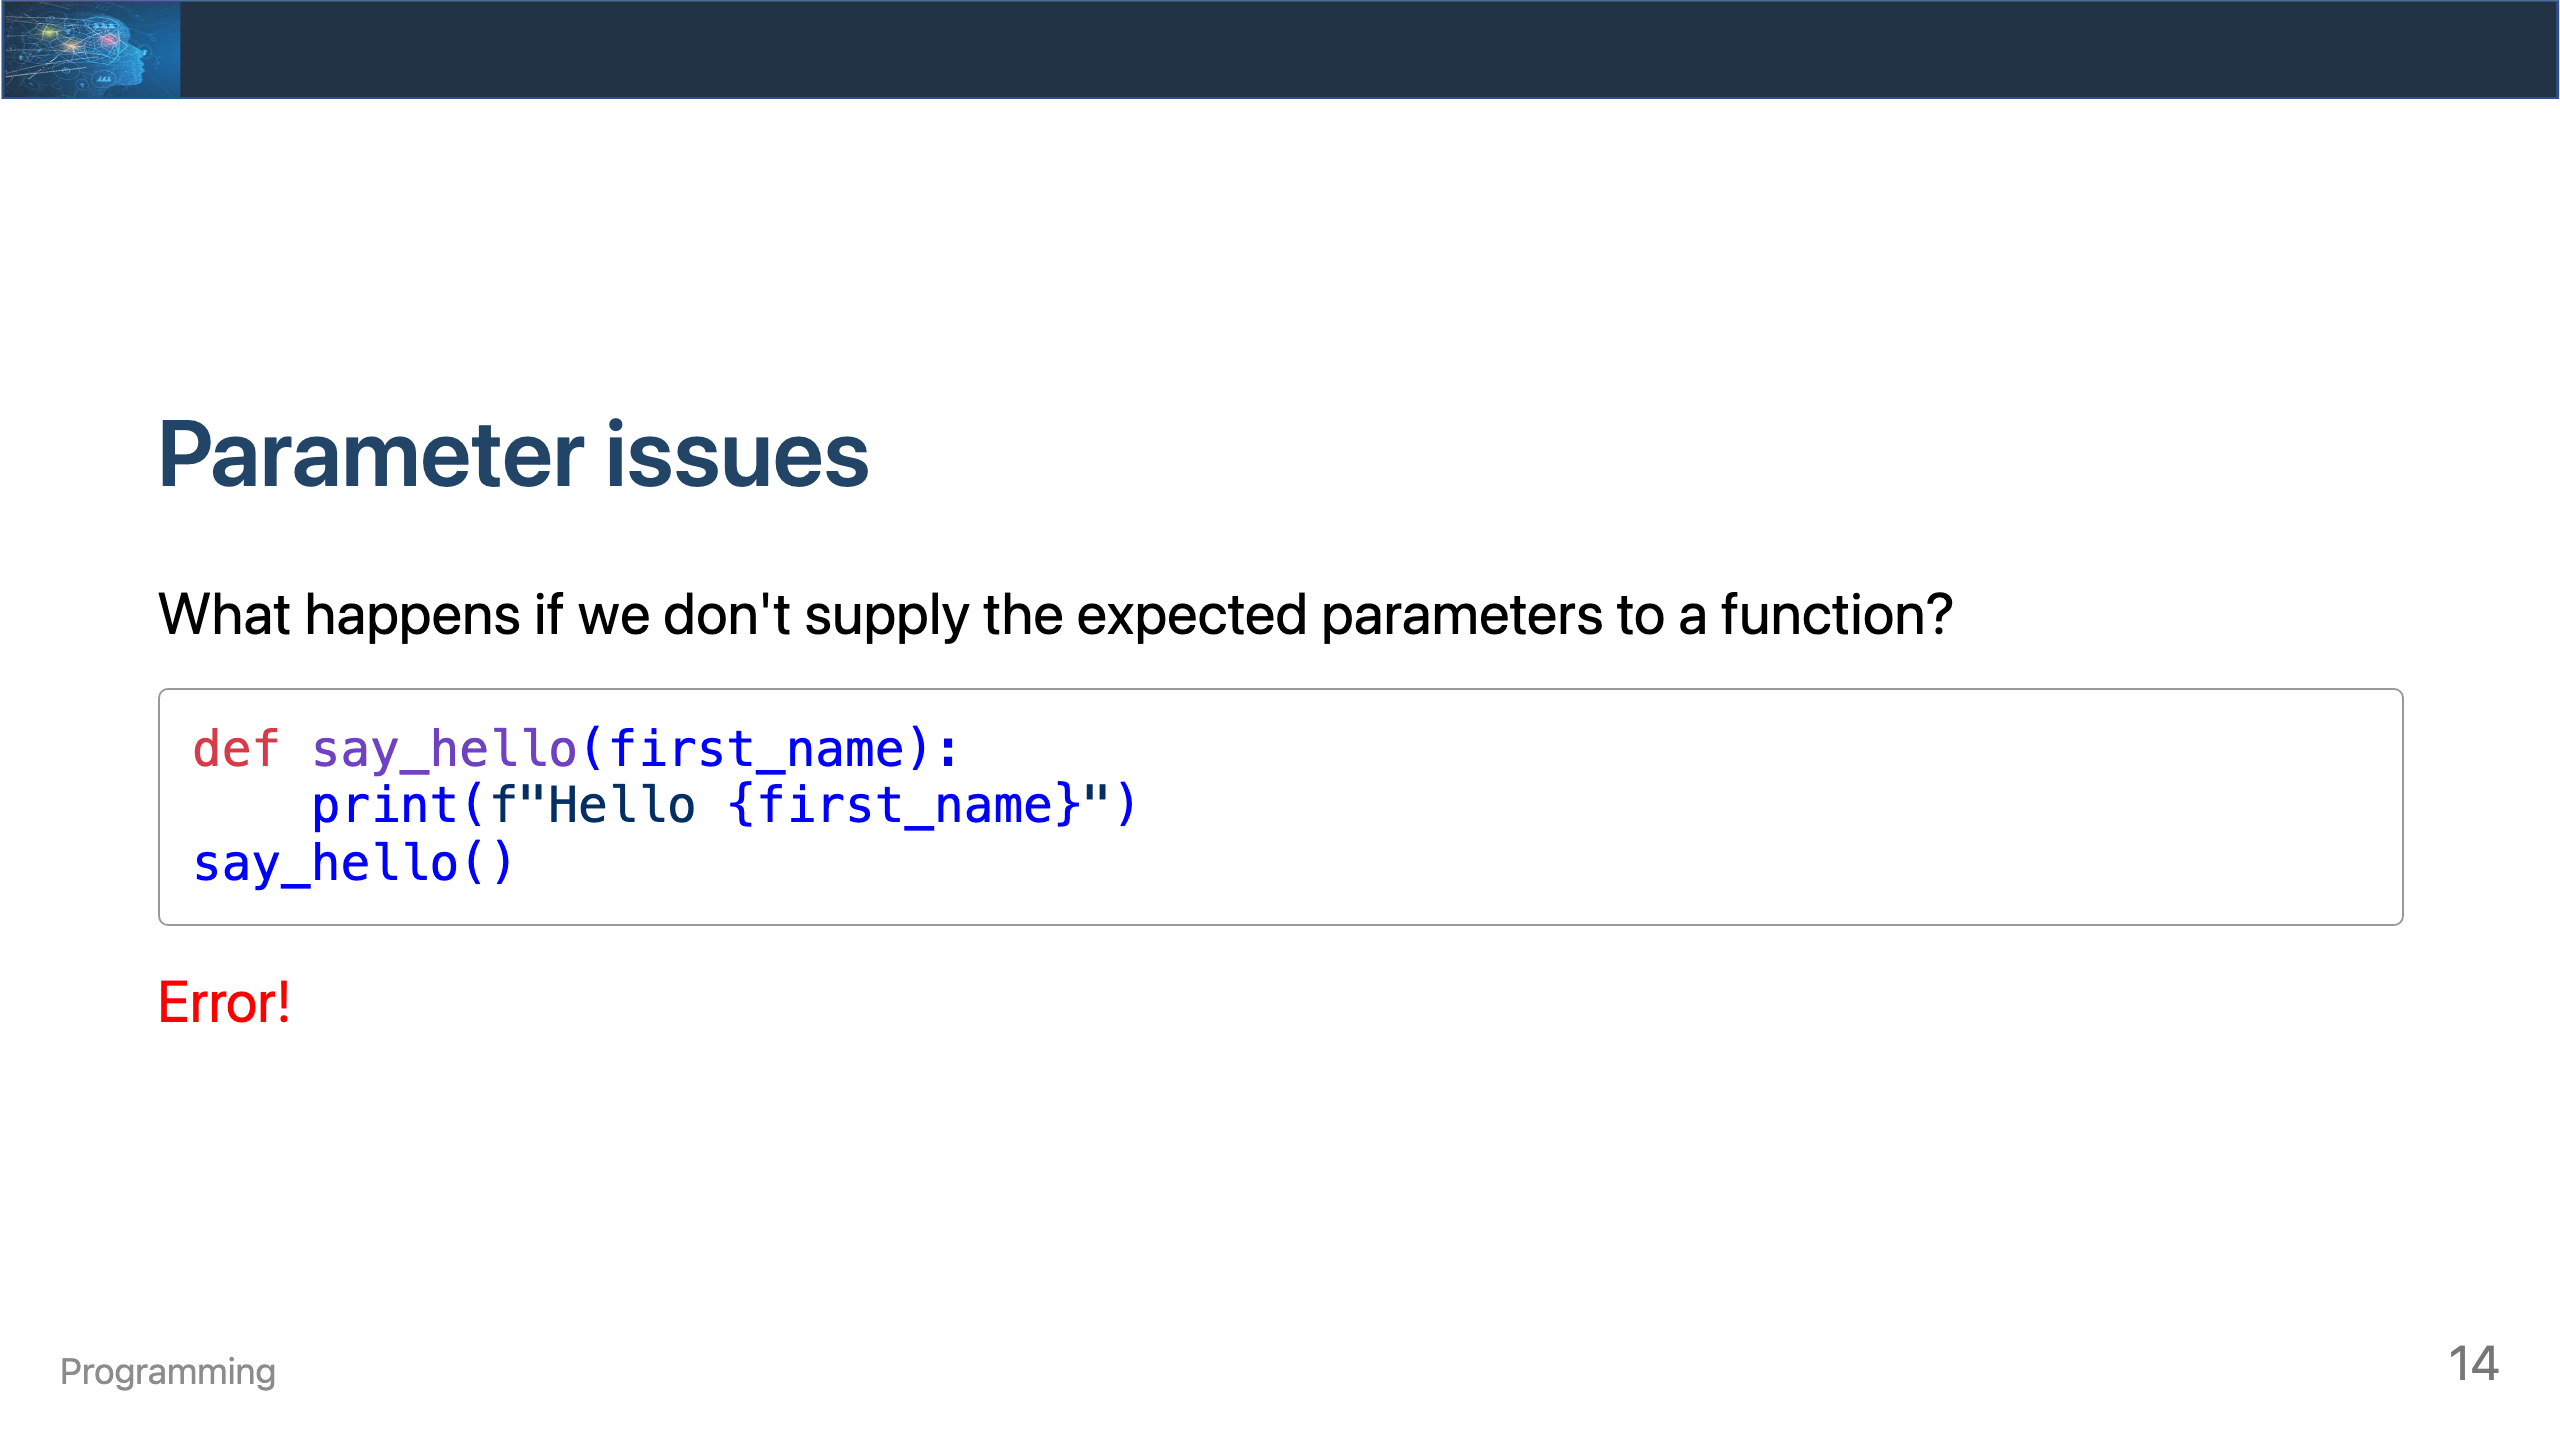 Parameter issues
What happens if we don't supply the expected parameters to a function?
def say_hello(first_name):
    print(f"Hello {first_name}")
say_hello()
Error!
Programming
14